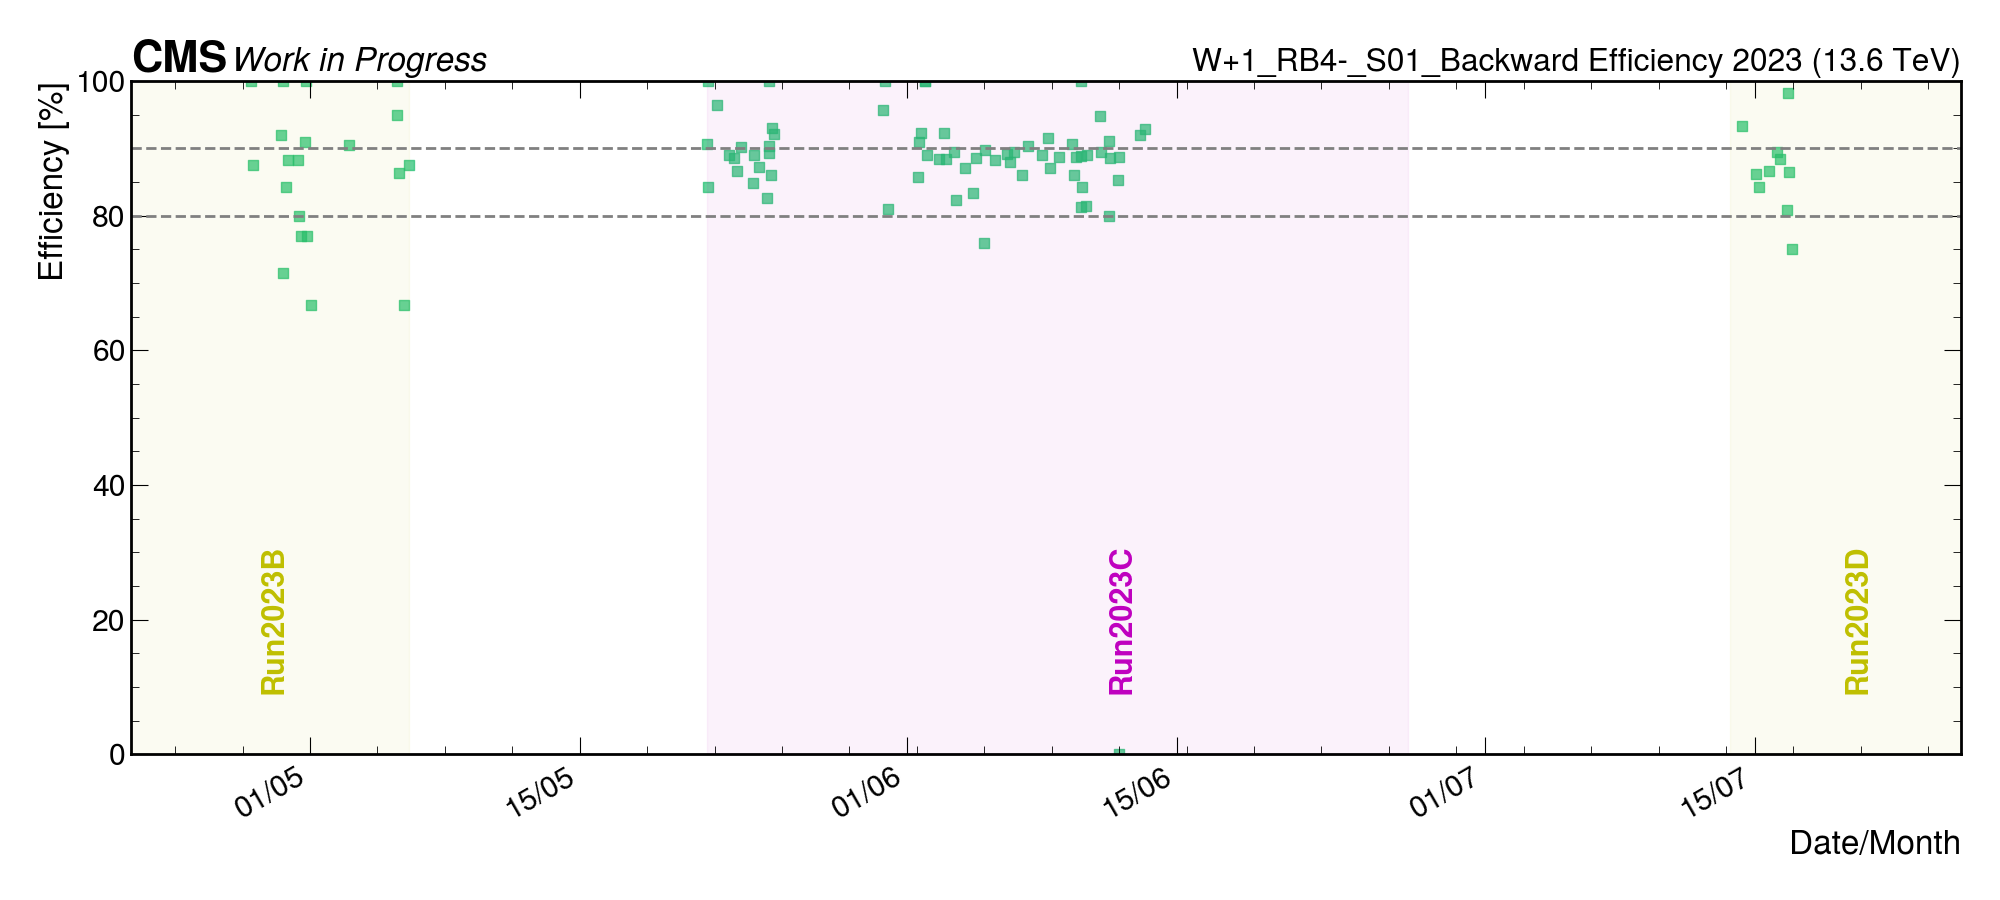 CMS Work in Progress
W+1_RB4-_S01_Backward Efficiency 2023 (13.6 TeV)
Efficiency [%]
100
80
60
40
20
0
Run2023B
Run2023C
Run2023D
01/05
15/05
01/06
15/06
01/07
15/07
Date/Month